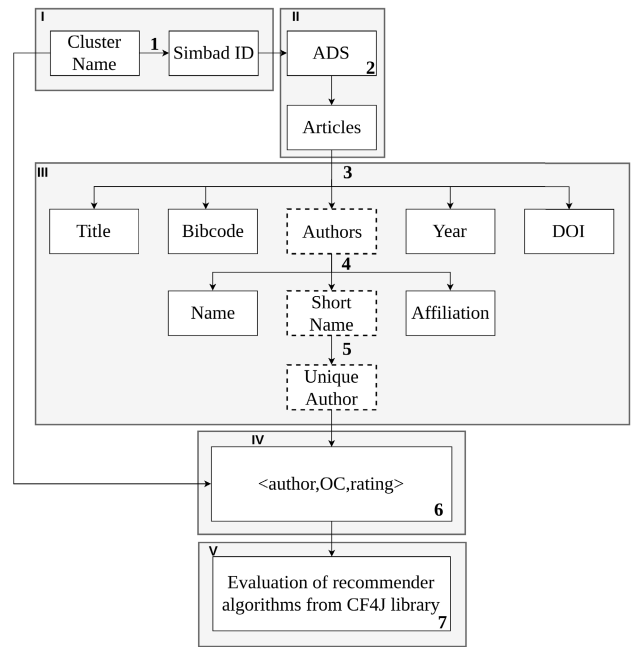 I
Cluster
Name
1
Simbad ID
II
ADS
2
Articles
III
3
Title
Bibcode
Authors
Year
DOI
4
Name
Short
Name
Affiliation
5
Unique
Author
IV
<author,OC,rating>
6
V
Evaluation of recommender
algorithms from CF4J library
7